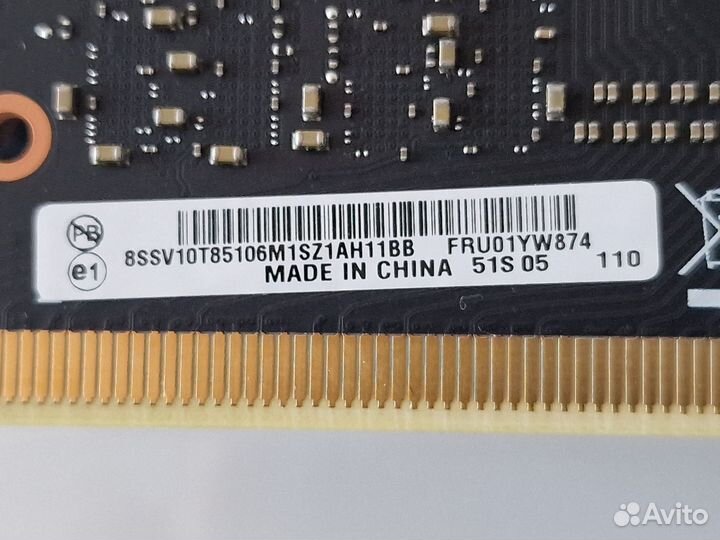 PB
8SSV10T85106M1SZ1AH11BB FRU01YW874
e1
MADE IN CHINA 51S 05 110
Avito